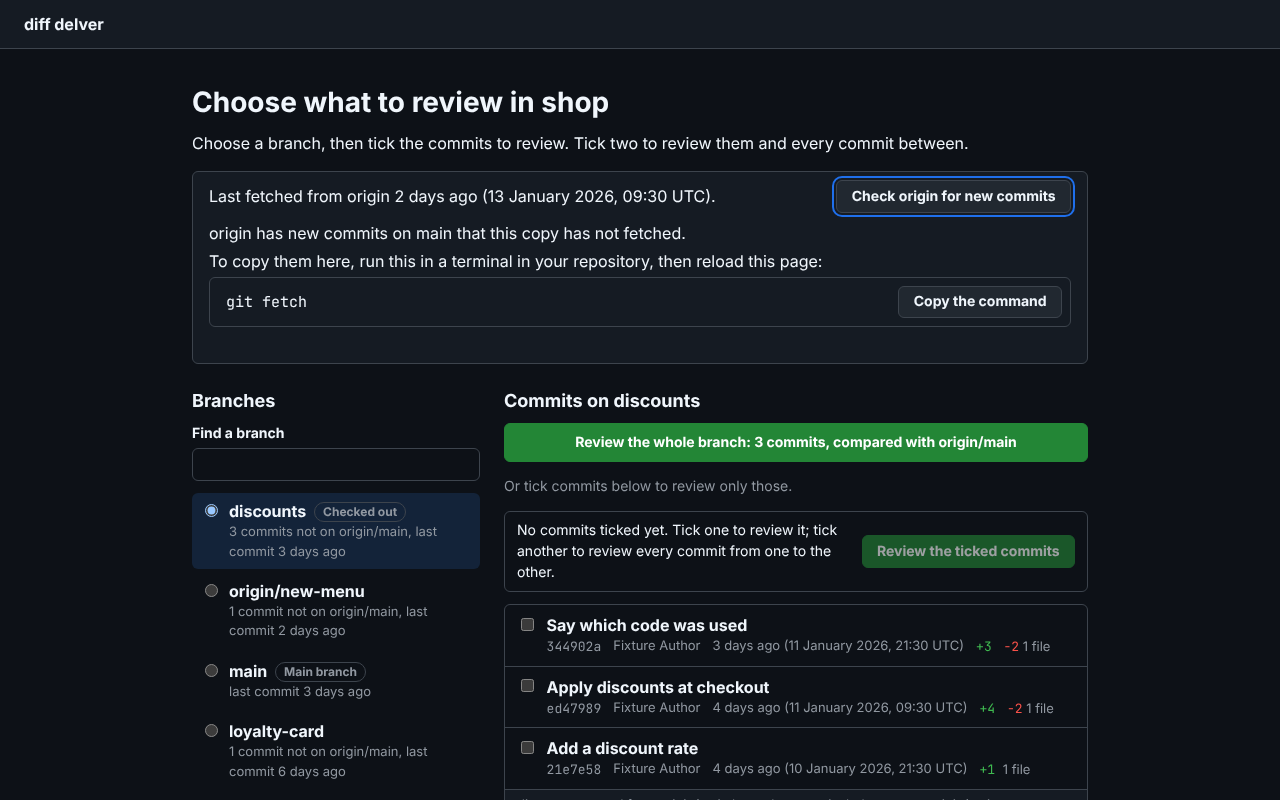 diff delver
Choose what to review in shop
Choose a branch, then tick the commits to review. Tick two to review them and every commit between.
Last fetched from origin 2 days ago (13 January 2026, 09:30 UTC).
Check origin for new commits
origin has new commits on main that this copy has not fetched.
To copy them here, run this in a terminal in your repository, then reload this page:
git fetch
Copy the command
Branches
Find a branch
discounts Checked out
3 commits not on origin/main, last
commit 3 days ago
origin/new-menu
1 commit not on origin/main, last
commit 2 days ago
main Main branch
last commit 3 days ago
loyalty-card
1 commit not on origin/main, last
commit 6 days ago
Commits on discounts
Review the whole branch: 3 commits, compared with origin/main
Or tick commits below to review only those.
No commits ticked yet. Tick one to review it; tick
another to review every commit from one to the
other.
Review the ticked commits
Say which code was used
344902a Fixture Author 3 days ago (11 January 2026, 21:30 UTC) +3 -2 1 file
Apply discounts at checkout
ed47989 Fixture Author 4 days ago (11 January 2026, 09:30 UTC) +4 -2 1 file
Add a discount rate
21e7e58 Fixture Author 4 days ago (10 January 2026, 21:30 UTC) +1 1 file